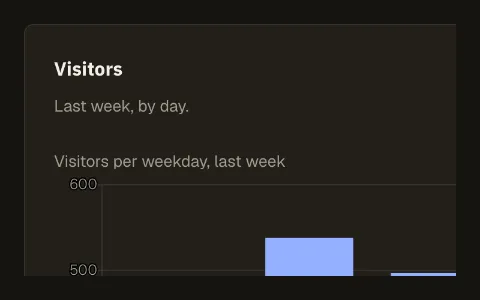 Visitors
Last week, by day.
Visitors per weekday, last week
600
500